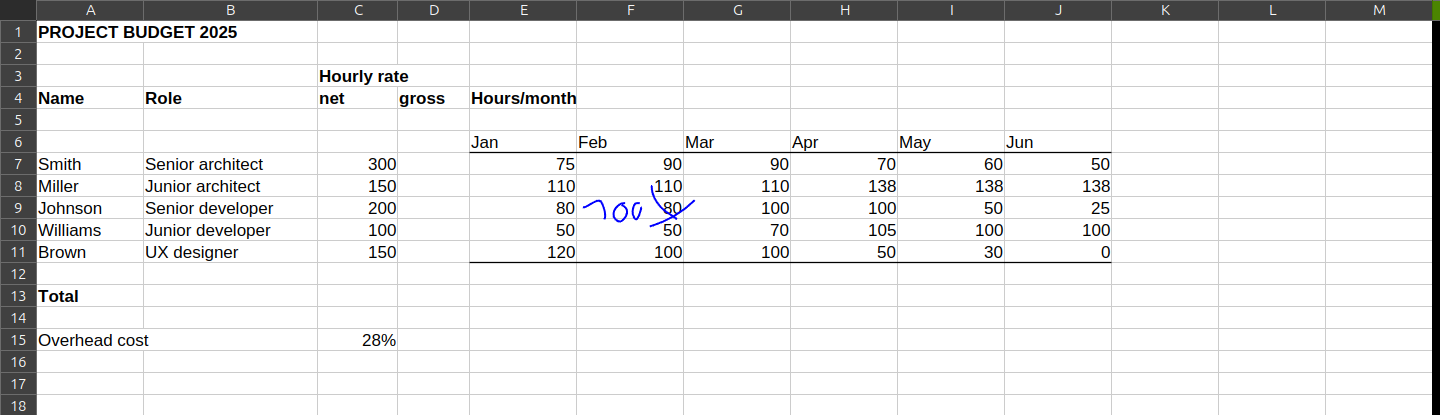 A B C D E F G H I J K L M
1 PROJECT BUDGET 2025
2
3 Hourly rate
4 Name Role net gross Hours/month
5
6 Jan Feb Mar Apr May Jun
7 Smith Senior architect 300 75 90 90 70 60 50
8 Miller Junior architect 150 110 110 110 138 138 138
9 Johnson Senior developer 200 80 100 80 100 100 50 25
10 Williams Junior developer 100 50 50 70 105 100 100
11 Brown UX designer 150 120 100 100 50 30 0
12
13 Total
14
15 Overhead cost 28%
16
17
18